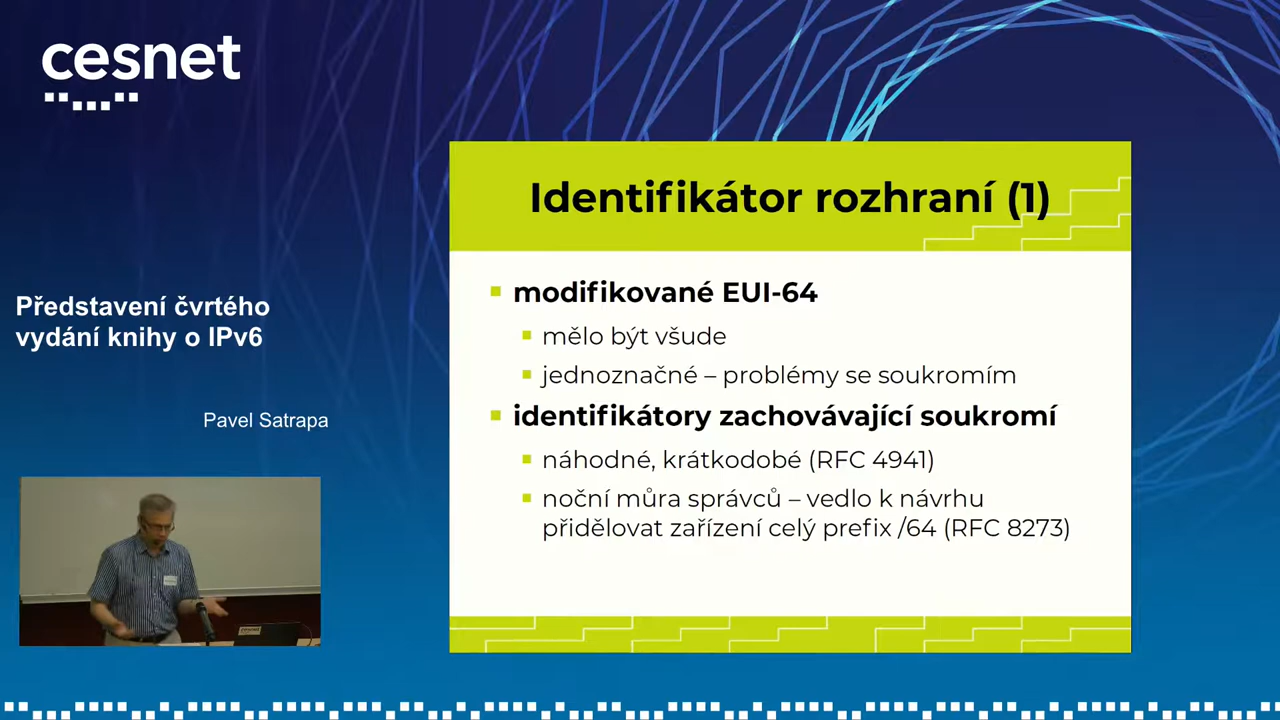 cesnet
Představení čtvrtého
vydání knihy o IPv6
Pavel Satrapa
Identifikátor rozhraní (1)
modifikované EUI-64
mělo být všude
jednoznačné – problémy se soukromím
identifikátory zachovávající soukromí
náhodné, krátkodobé (RFC 4941)
noční můra správců – vedlo k návrhu
přidělovat zařízení celý prefix /64 (RFC 8273)